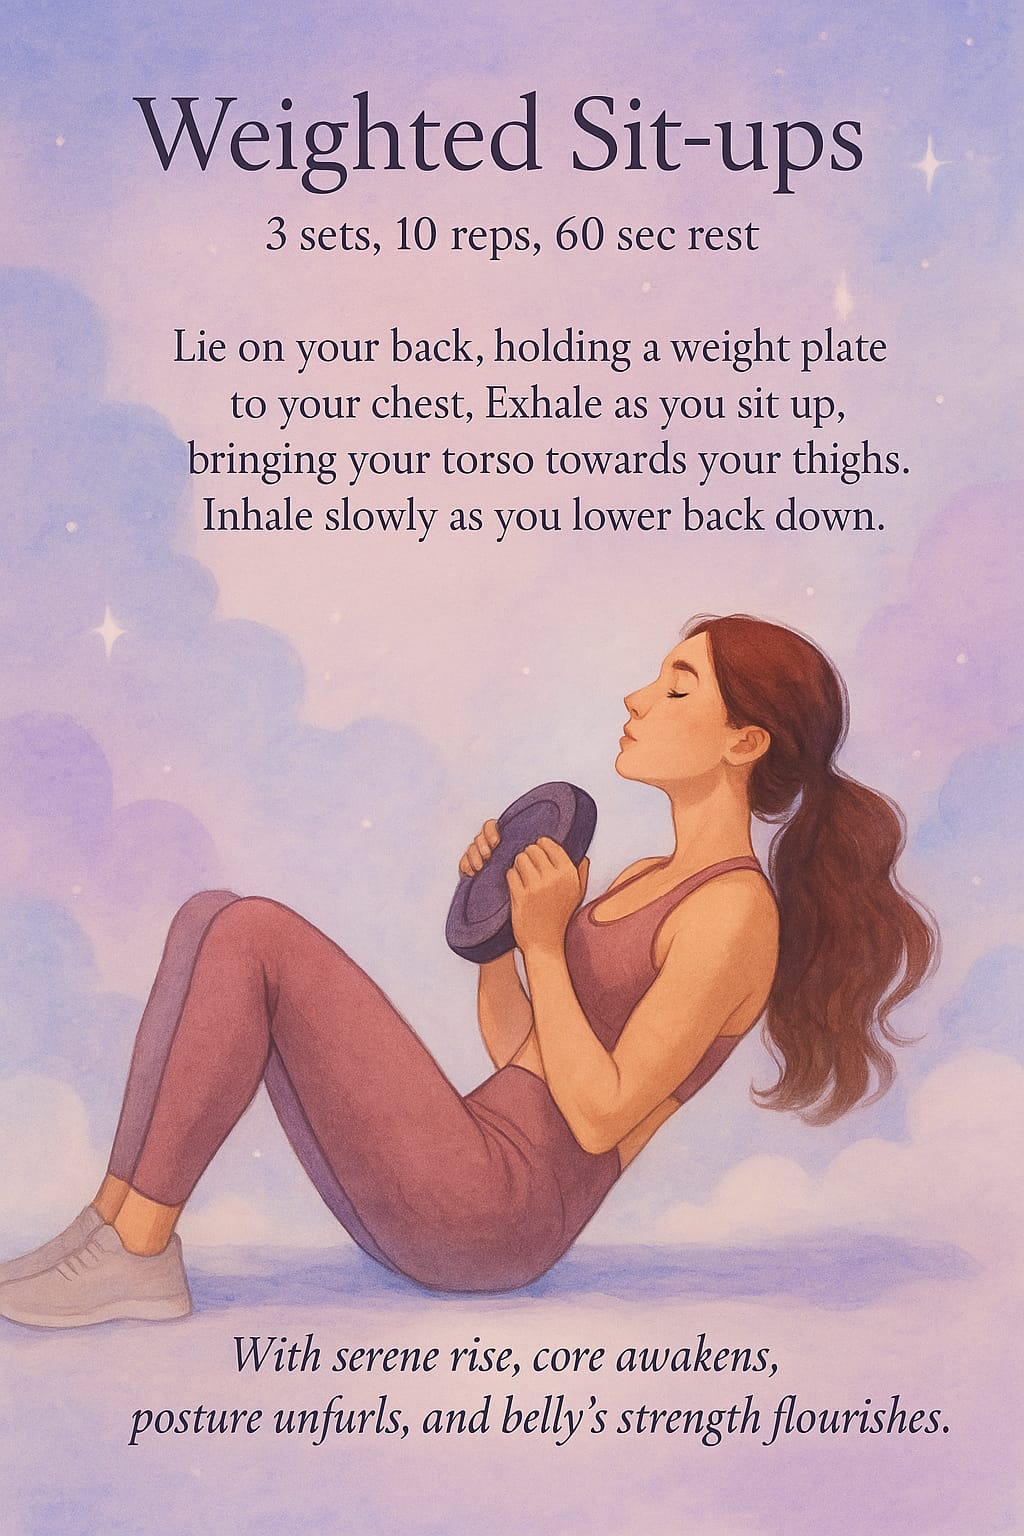 Weighted Sit-ups
3 sets, 10 reps, 60 sec rest
Lie on your back, holding a weight plate
to your chest, Exhale as you sit up,
bringing your torso towards your thighs.
Inhale slowly as you lower back down.
With serene rise, core awakens,
posture unfurls, and belly’s strength flourishes.